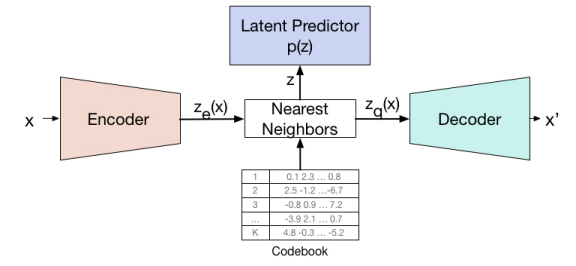 Latent Predictor
p(z)
z
x
Encoder
z_e(x)
Nearest
Neighbors
z_q(x)
Decoder
x'
1 0.1 2.3 ... 0.8
2 2.5 -1.2 ...-6.7
3 -0.8 0.9 ... 7.2
... -3.9 2.1 ... 0.7
K 4.8 -0.3 ... -5.2
Codebook